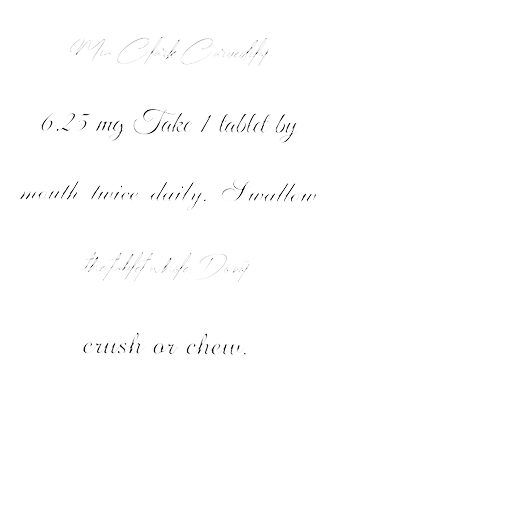 Mia Clark Carvedilol
6.25 mg Take 1 tablet by
mouth twice daily. Swallow
the tablet whole. Do not
crush or chew.